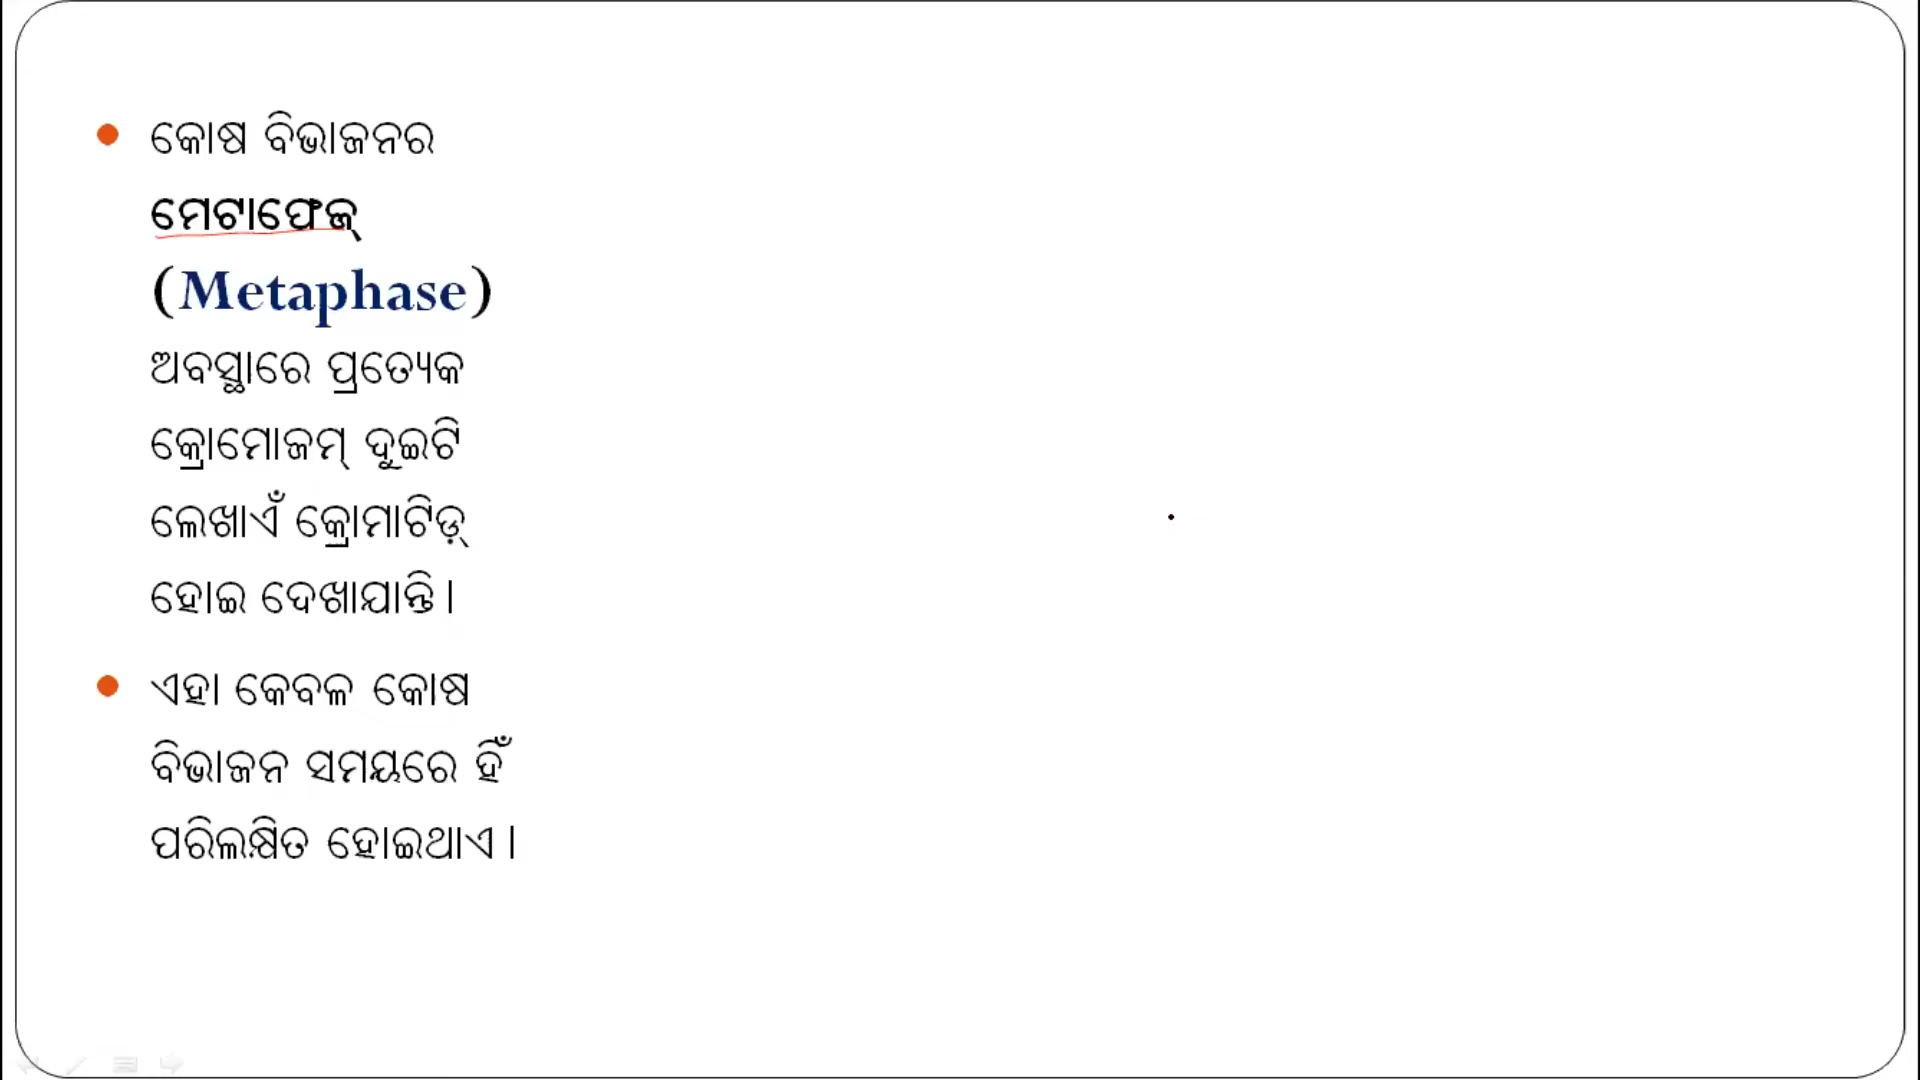 କୋଷ ବିଭାଜନର
ମେଟାଫେଜ୍
(Metaphase)
ଅବସ୍ଥାରେ ପ୍ରତ୍ୟେକ
କ୍ରୋମୋଜମ୍ ଦୁଇଟି
ଲେଖାଏଁ କ୍ରୋମାଟିଡ଼୍
ହୋଇ ଦେଖାଯାନ୍ତି।
ଏହା କେବଳ କୋଷ
ବିଭାଜନ ସମୟରେ ହିଁ
ପରିଲକ୍ଷିତ ହୋଇଥାଏ।